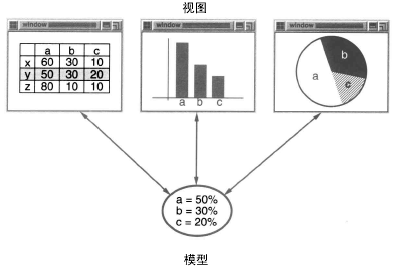 视图
window
window
window
a b c
x 60 30 10
y 50 30 20
z 80 10 10
a b c
a
b
c
a = 50%
b = 30%
c = 20%
模型